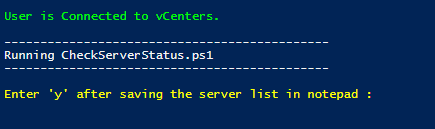 User is Connected to vCenters.
-----------------------------------------
Running CheckServerStatus.ps1
-----------------------------------------
Enter 'y' after saving the server list in notepad :